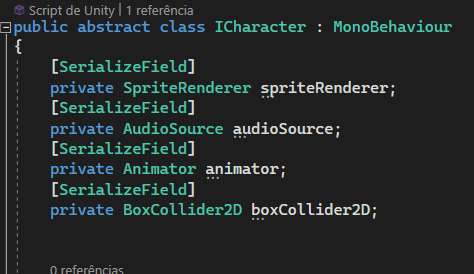 Script de Unity | 1 referência
public abstract class ICharacter : MonoBehaviour
{
[SerializeField]
private SpriteRenderer spriteRenderer;
[SerializeField]
private AudioSource audioSource;
[SerializeField]
private Animator animator;
[SerializeField]
private BoxCollider2D boxCollider2D;
0 referências